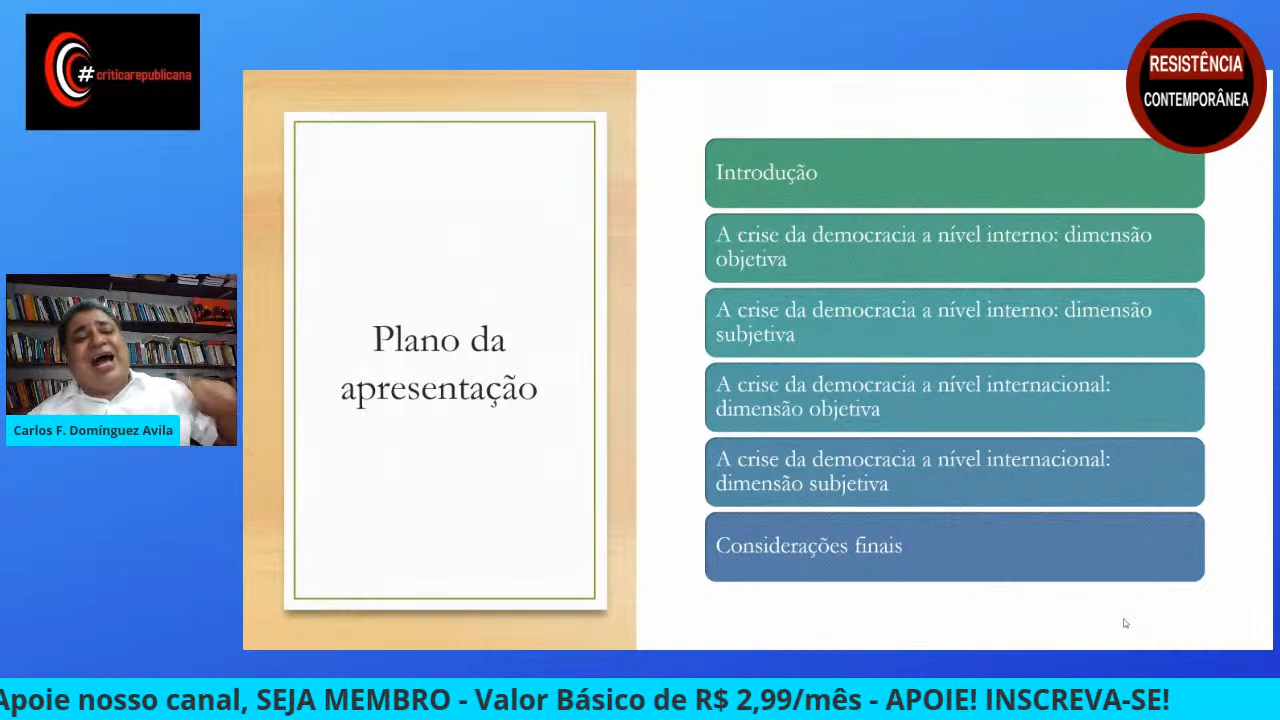 #criticarepublicana
RESISTÊNCIA
CONTEMPORÂNEA
Plano da
apresentação
Introdução
A crise da democracia a nível interno: dimensão
objetiva
A crise da democracia a nível interno: dimensão
subjetiva
A crise da democracia a nível internacional:
dimensão objetiva
A crise da democracia a nível internacional:
dimensão subjetiva
Considerações finais
Carlos F. Domínguez Avila
Apoie nosso canal, SEJA MEMBRO - Valor Básico de R$ 2,99/mês - APOIE! INSCREVA-SE!